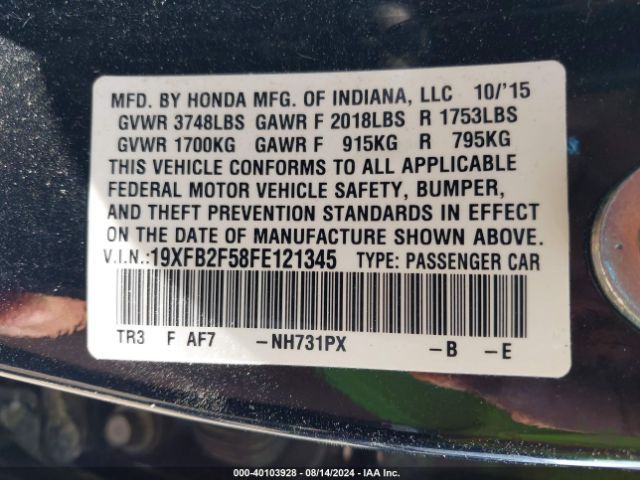 MFD. BY HONDA MFG. OF INDIANA, LLC 10/'15
GVWR 3748LBS GAWR F 2018LBS R 1753LBS
GVWR 1700KG GAWR F 915KG R 795KG
THIS VEHICLE CONFORMS TO ALL APPLICABLE
FEDERAL MOTOR VEHICLE SAFETY, BUMPER,
AND THEFT PREVENTION STANDARDS IN EFFECT
ON THE DATE OF MANUFACTURE SHOWN ABOVE.
V.I.N.:19XFB2F58FE121345 TYPE: PASSENGER CAR
TR3 F AF7 –NH731PX –B –E
000-40103928 - 08/14/2024 - IAA Inc.